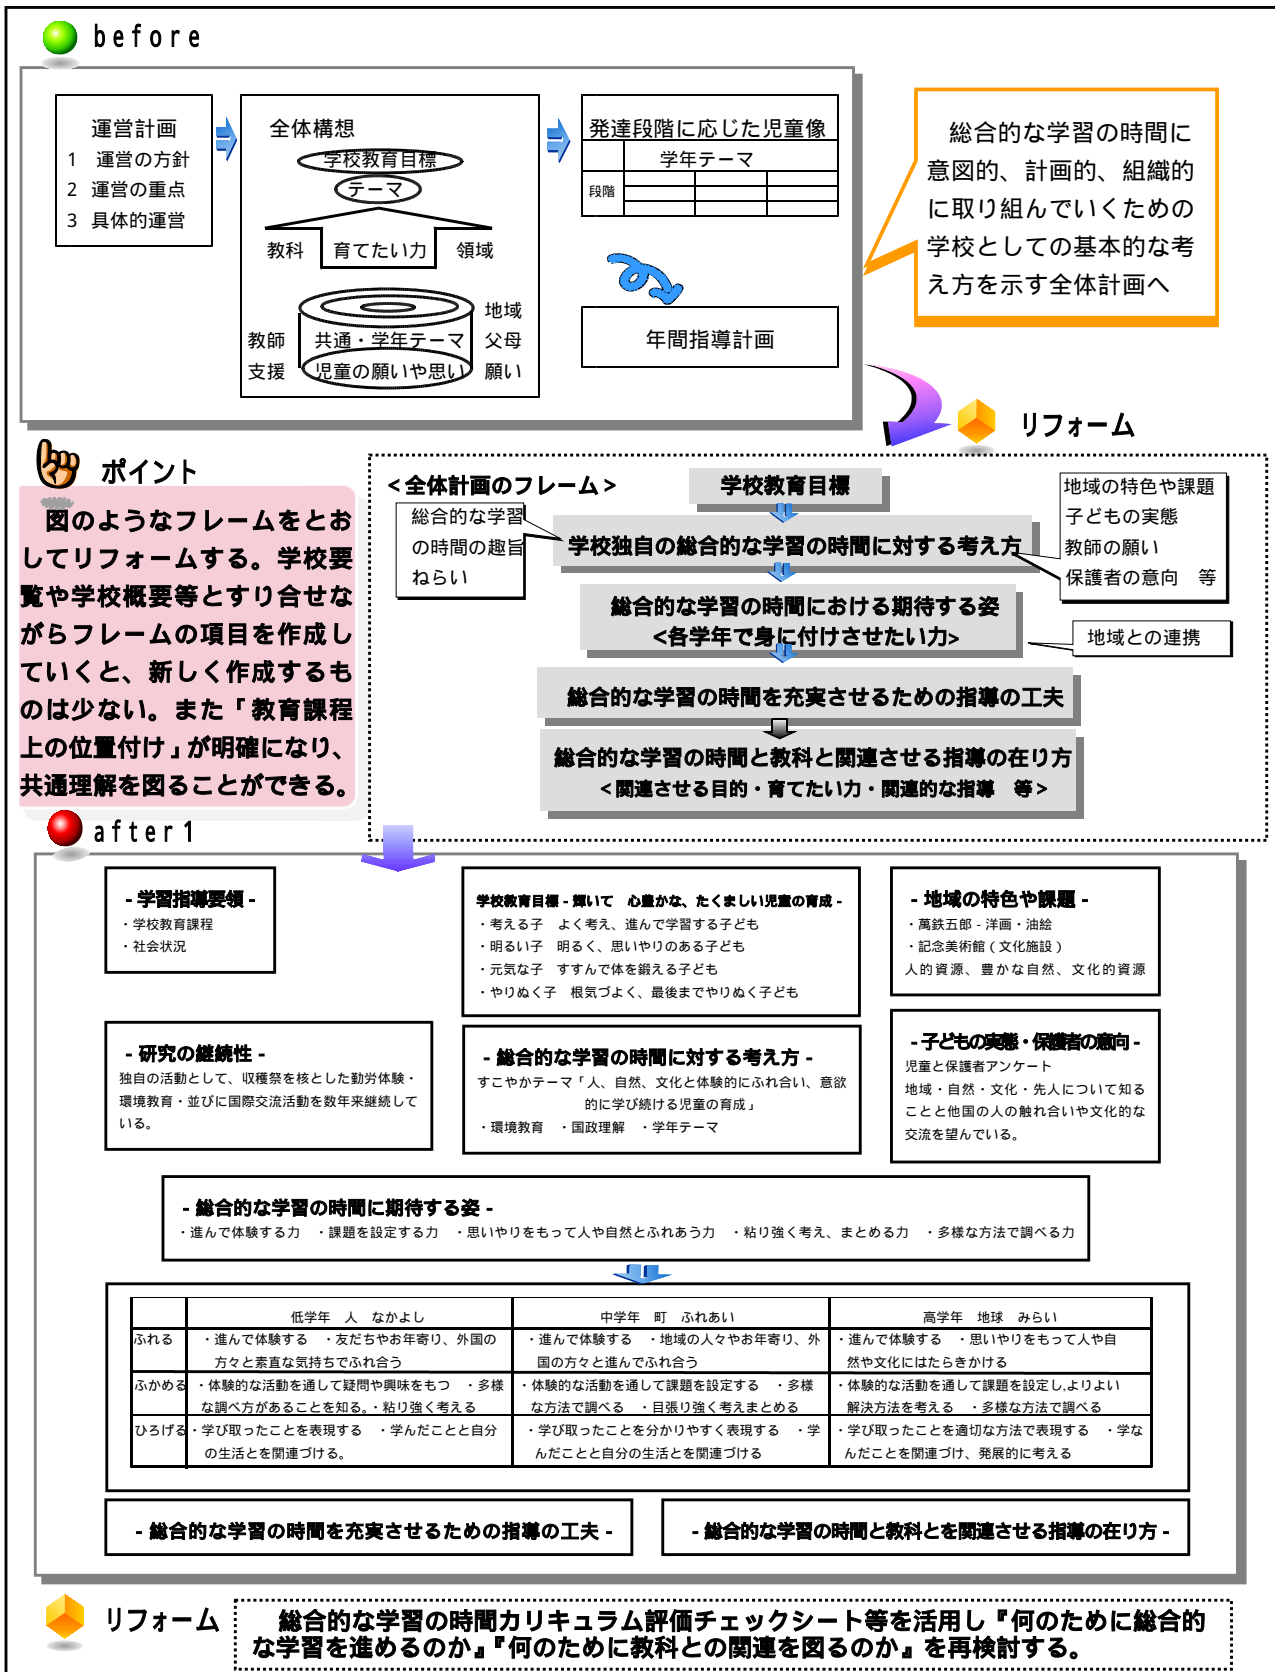 before
運営計画
1 運営の方針
2 運営の重点
3 具体的運営
全体構想
学校教育目標
テーマ
教科 育てたい力 領域
地域
教師 共通・学年テーマ 父母
支援 児童の願いや思い 願い
発達段階に応じた児童像
学年テーマ
段階
年間指導計画
総合的な学習の時間に
意図的、計画的、組織的
に取り組んでいくための
学校としての基本的な考
え方を示す全体計画へ
リフォーム
ポイント
図のようなフレームをとお
してリフォームする。学校要
覧や学校概要等とすり合せな
がらフレームの項目を作成し
ていくと、新しく作成するも
のは少ない。また「教育課程
上の位置付け」が明確になり、
共通理解を図ることができる。
<全体計画のフレーム>
学校教育目標
総合的な学習
の時間の趣旨
ねらい
学校独自の総合的な学習の時間に対する考え方
地域の特色や課題
子どもの実態
教師の願い
保護者の意向 等
総合的な学習の時間における期待する姿
<各学年で身に付けさせたい力>
地域との連携
総合的な学習の時間を充実させるための指導の工夫
総合的な学習の時間と教科と関連させる指導の在り方
<関連させる目的・育てたい力・関連的な指導 等>
after1
- 学習指導要領 -
・学校教育課程
・社会状況
学校教育目標 - 輝いて 心豊かな、たくましい児童の育成 -
・考える子 よく考え、進んで学習する子ども
・明るい子 明るく、思いやりのある子ども
・元気な子 すすんで体を鍛える子ども
・やりぬく子 根気づよく、最後までやりぬく子ども
- 地域の特色や課題 -
・萬鉄五郎 - 洋画・油絵
・記念美術館(文化施設)
人的資源、豊かな自然、文化的資源
- 研究の継続性 -
独自の活動として、収穫祭を核とした勤労体験・
環境教育・並びに国際交流活動を数年来継続して
いる。
- 総合的な学習の時間に対する考え方 -
すこやかテーマ「人、自然、文化と体験的にふれ合い、意欲
的に学び続ける児童の育成」
・環境教育 ・国政理解 ・学年テーマ
- 子どもの実態・保護者の意向 -
児童と保護者アンケート
地域・自然・文化・先人について知る
ことと他国の人の触れ合いや文化的な
交流を望んでいる。
- 総合的な学習の時間に期待する姿 -
・進んで体験する力 ・課題を設定する力 ・思いやりをもって人や自然とふれあう力 ・粘り強く考え、まとめる力 ・多様な方法で調べる力
低学年 人 なかよし
中学年 町 ふれあい
高学年 地球 みらい
ふれる
・進んで体験する ・友だちやお年寄り、外国の
方々と素直な気持ちでふれ合う
・進んで体験する ・地域の人々やお年寄り、外
国の方々と進んでふれ合う
・進んで体験する ・思いやりをもって人や自
然や文化にはたらきかける
ふかめる
・体験的な活動を通して疑問や興味をもつ ・多様
な調べ方があることを知る。・粘り強く考える
・体験的な活動を通して課題を設定する ・多様
な方法で調べる ・目張り強く考えまとめる
・体験的な活動を通して課題を設定し、よりよい
解決方法を考える ・多様な方法で調べる
ひろげる
・学び取ったことを表現する ・学んだことと自分
の生活とを関連づける。
・学び取ったことを分かりやすく表現する ・学
んだことと自分の生活とを関連づける
・学び取ったことを適切な方法で表現する ・学な
んだことを関連づけ、発展的に考える
- 総合的な学習の時間を充実させるための指導の工夫 -
- 総合的な学習の時間と教科とを関連させる指導の在り方 -
リフォーム
総合的な学習の時間カリキュラム評価チェックシート等を活用し『何のために総合的
な学習を進めるのか』『何のために教科との関連を図るのか』を再検討する。